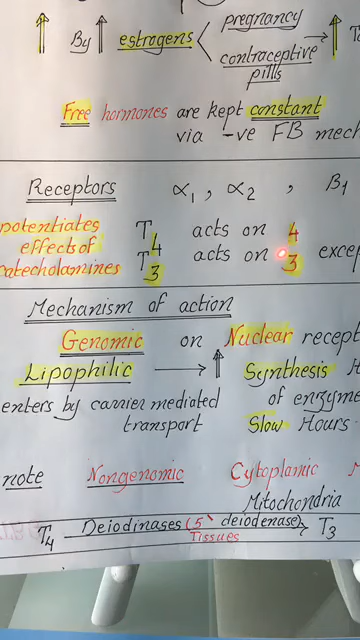 pregnancy
By estrogens
contraceptive
pills
Free hormones are kept constant
via -ve FB mech
Receptors α1, α2, β1
potentiates T4 acts on 4
effects of
catecholamines T3 acts on 3 excep
Mechanism of action
Genomic on Nuclear recept
Lipophilic → ↑ Synthesis
enters by carrier mediated of enzyme
transport Slow Hours
note Nongenomic Cytoplamic
Mitochondria
T4 Deiodinases (5` deiodenase) T3
Tissues